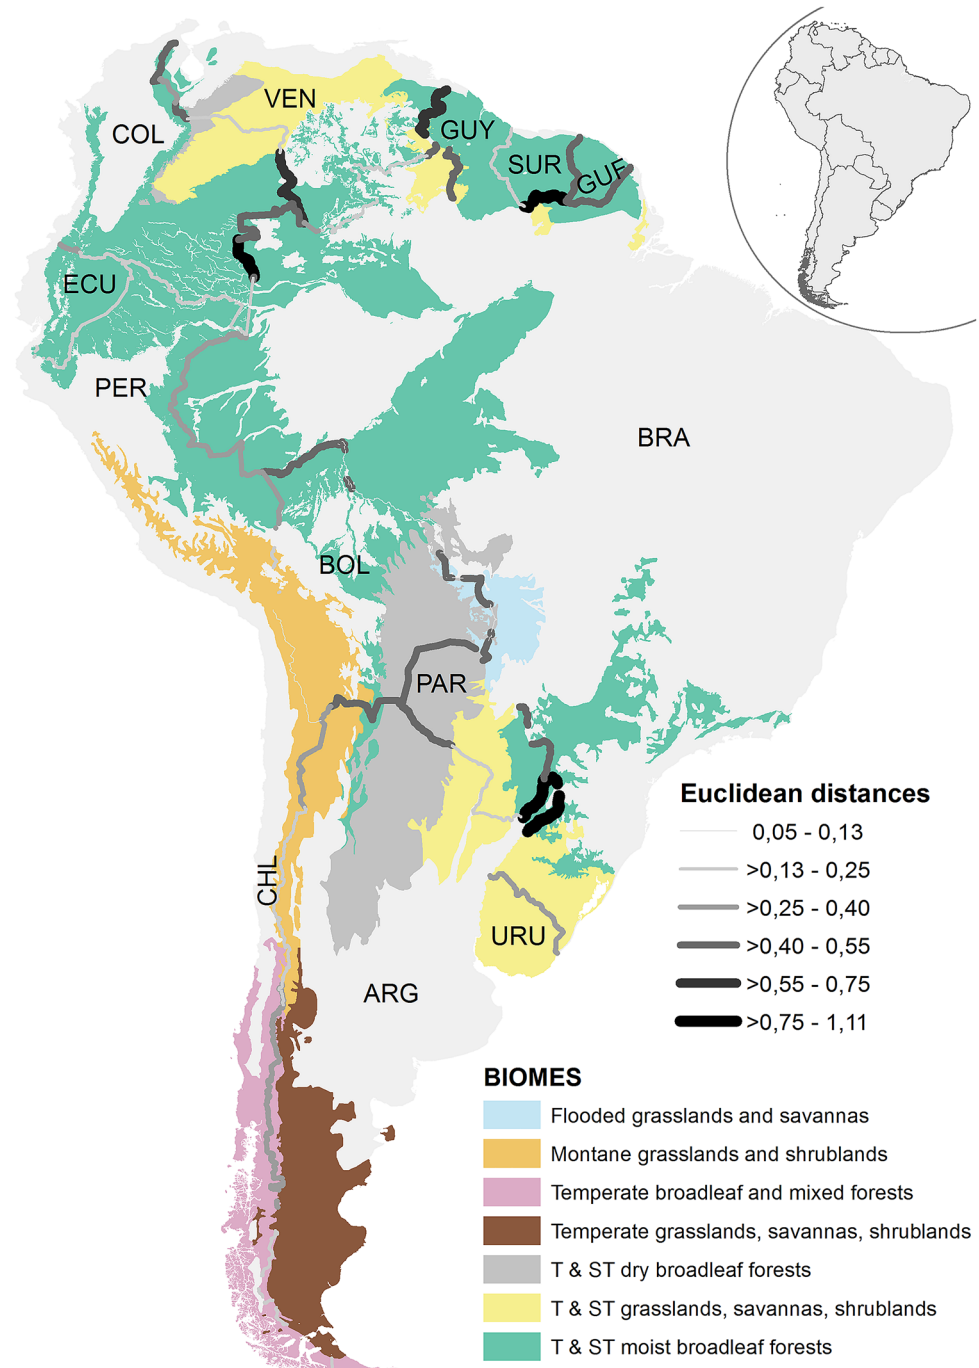 VEN
COL
GUY
SUR
GUF
ECU
PER
BRA
BOL
PAR
CHL
URU
ARG
Euclidean distances
0,05 - 0,13
>0,13 - 0,25
>0,25 - 0,40
>0,40 - 0,55
>0,55 - 0,75
>0,75 - 1,11
BIOMES
Flooded grasslands and savannas
Montane grasslands and shrublands
Temperate broadleaf and mixed forests
Temperate grasslands, savannas, shrublands
T & ST dry broadleaf forests
T & ST grasslands, savannas, shrublands
T & ST moist broadleaf forests